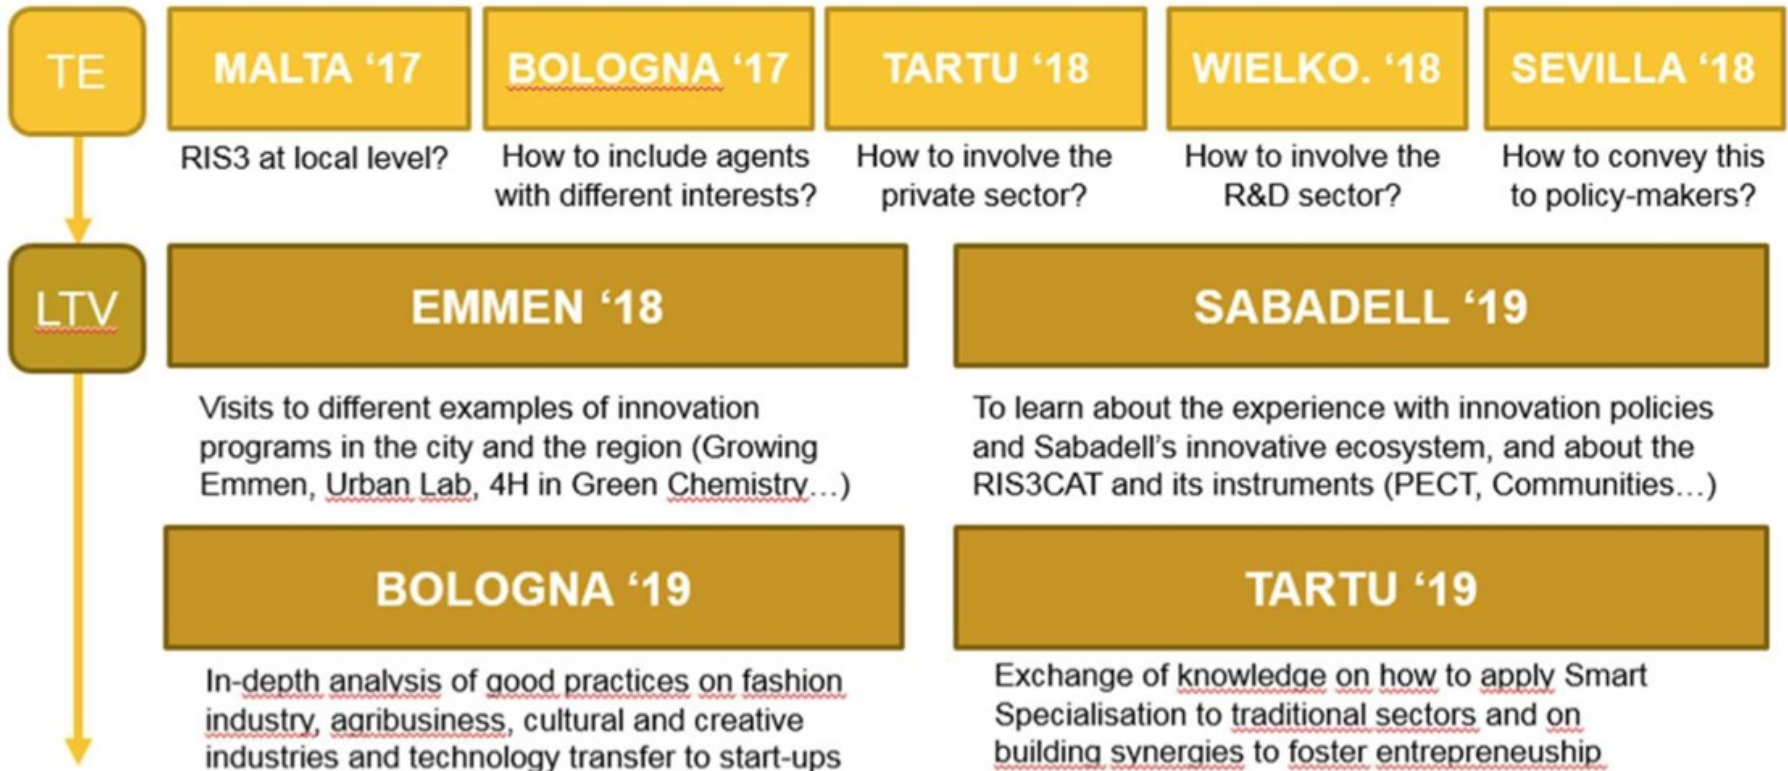 TE
MALTA ‘17
BOLOGNA ‘17
TARTU ‘18
WIELKO. ‘18
SEVILLA ‘18
RIS3 at local level?
How to include agents
with different interests?
How to involve the
private sector?
How to involve the
R&D sector?
How to convey this
to policy-makers?
LTV
EMMEN ‘18
SABADELL ‘19
Visits to different examples of innovation
programs in the city and the region (Growing
Emmen, Urban Lab, 4H in Green Chemistry…)
To learn about the experience with innovation policies
and Sabadell’s innovative ecosystem, and about the
RIS3CAT and its instruments (PECT, Communities…)
BOLOGNA ‘19
TARTU ‘19
In-depth analysis of good practices on fashion
industry, agribusiness, cultural and creative
industries and technology transfer to start-ups
Exchange of knowledge on how to apply Smart
Specialisation to traditional sectors and on
building synergies to foster entrepreneuship